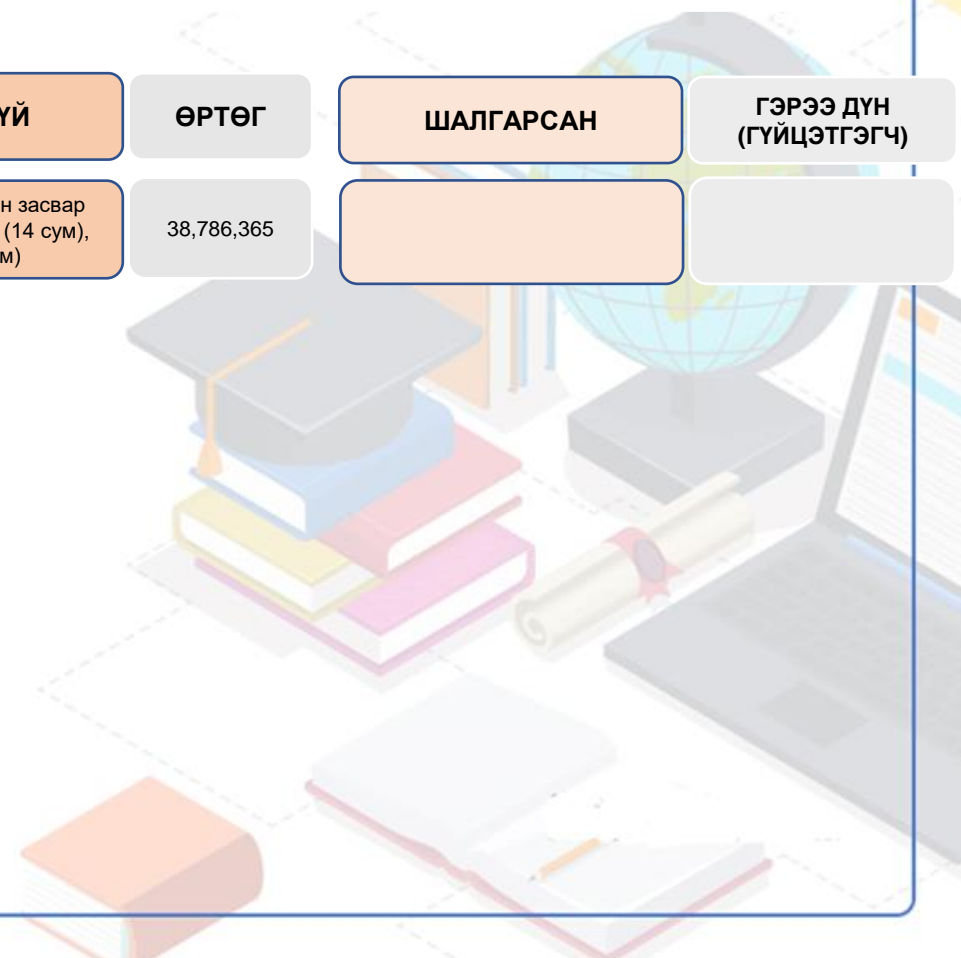 ҮЙ
ӨРТӨГ
ШАЛГАРСАН
ГЭРЭЭ ДҮН
(ГҮЙЦЭТГЭГЧ)
н засвар
(14 сум),
м)
38,786,365